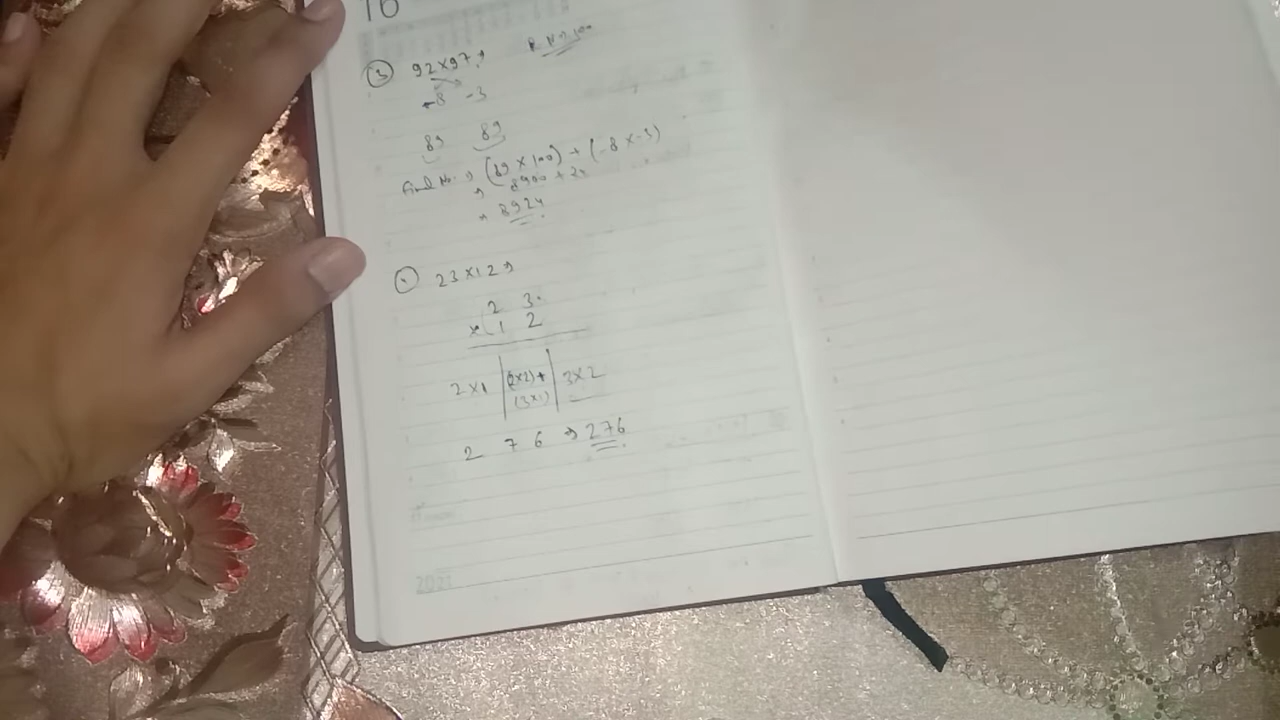 16
③ 92×97→
-8 -3
89 89
Final No. → (89×100) + (-8×-3)
→ 8900 + 24
→ 8924
23×12→
2 3
× 1 2
2×1 | (2×2)+ | 3×2
(3×1)
2 7 6 → 276
2021